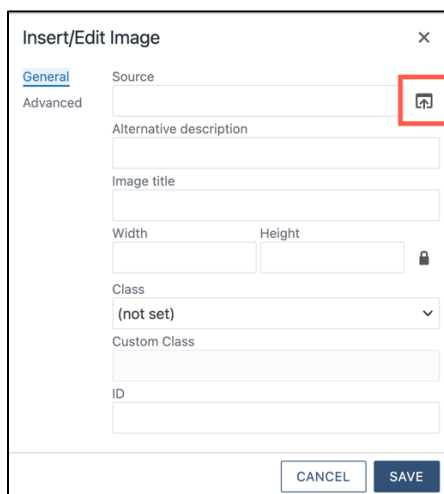 Insert/Edit Image
General
Source
Advanced
Alternative description
Image title
Width Height
Class
(not set)
Custom Class
ID
CANCEL SAVE